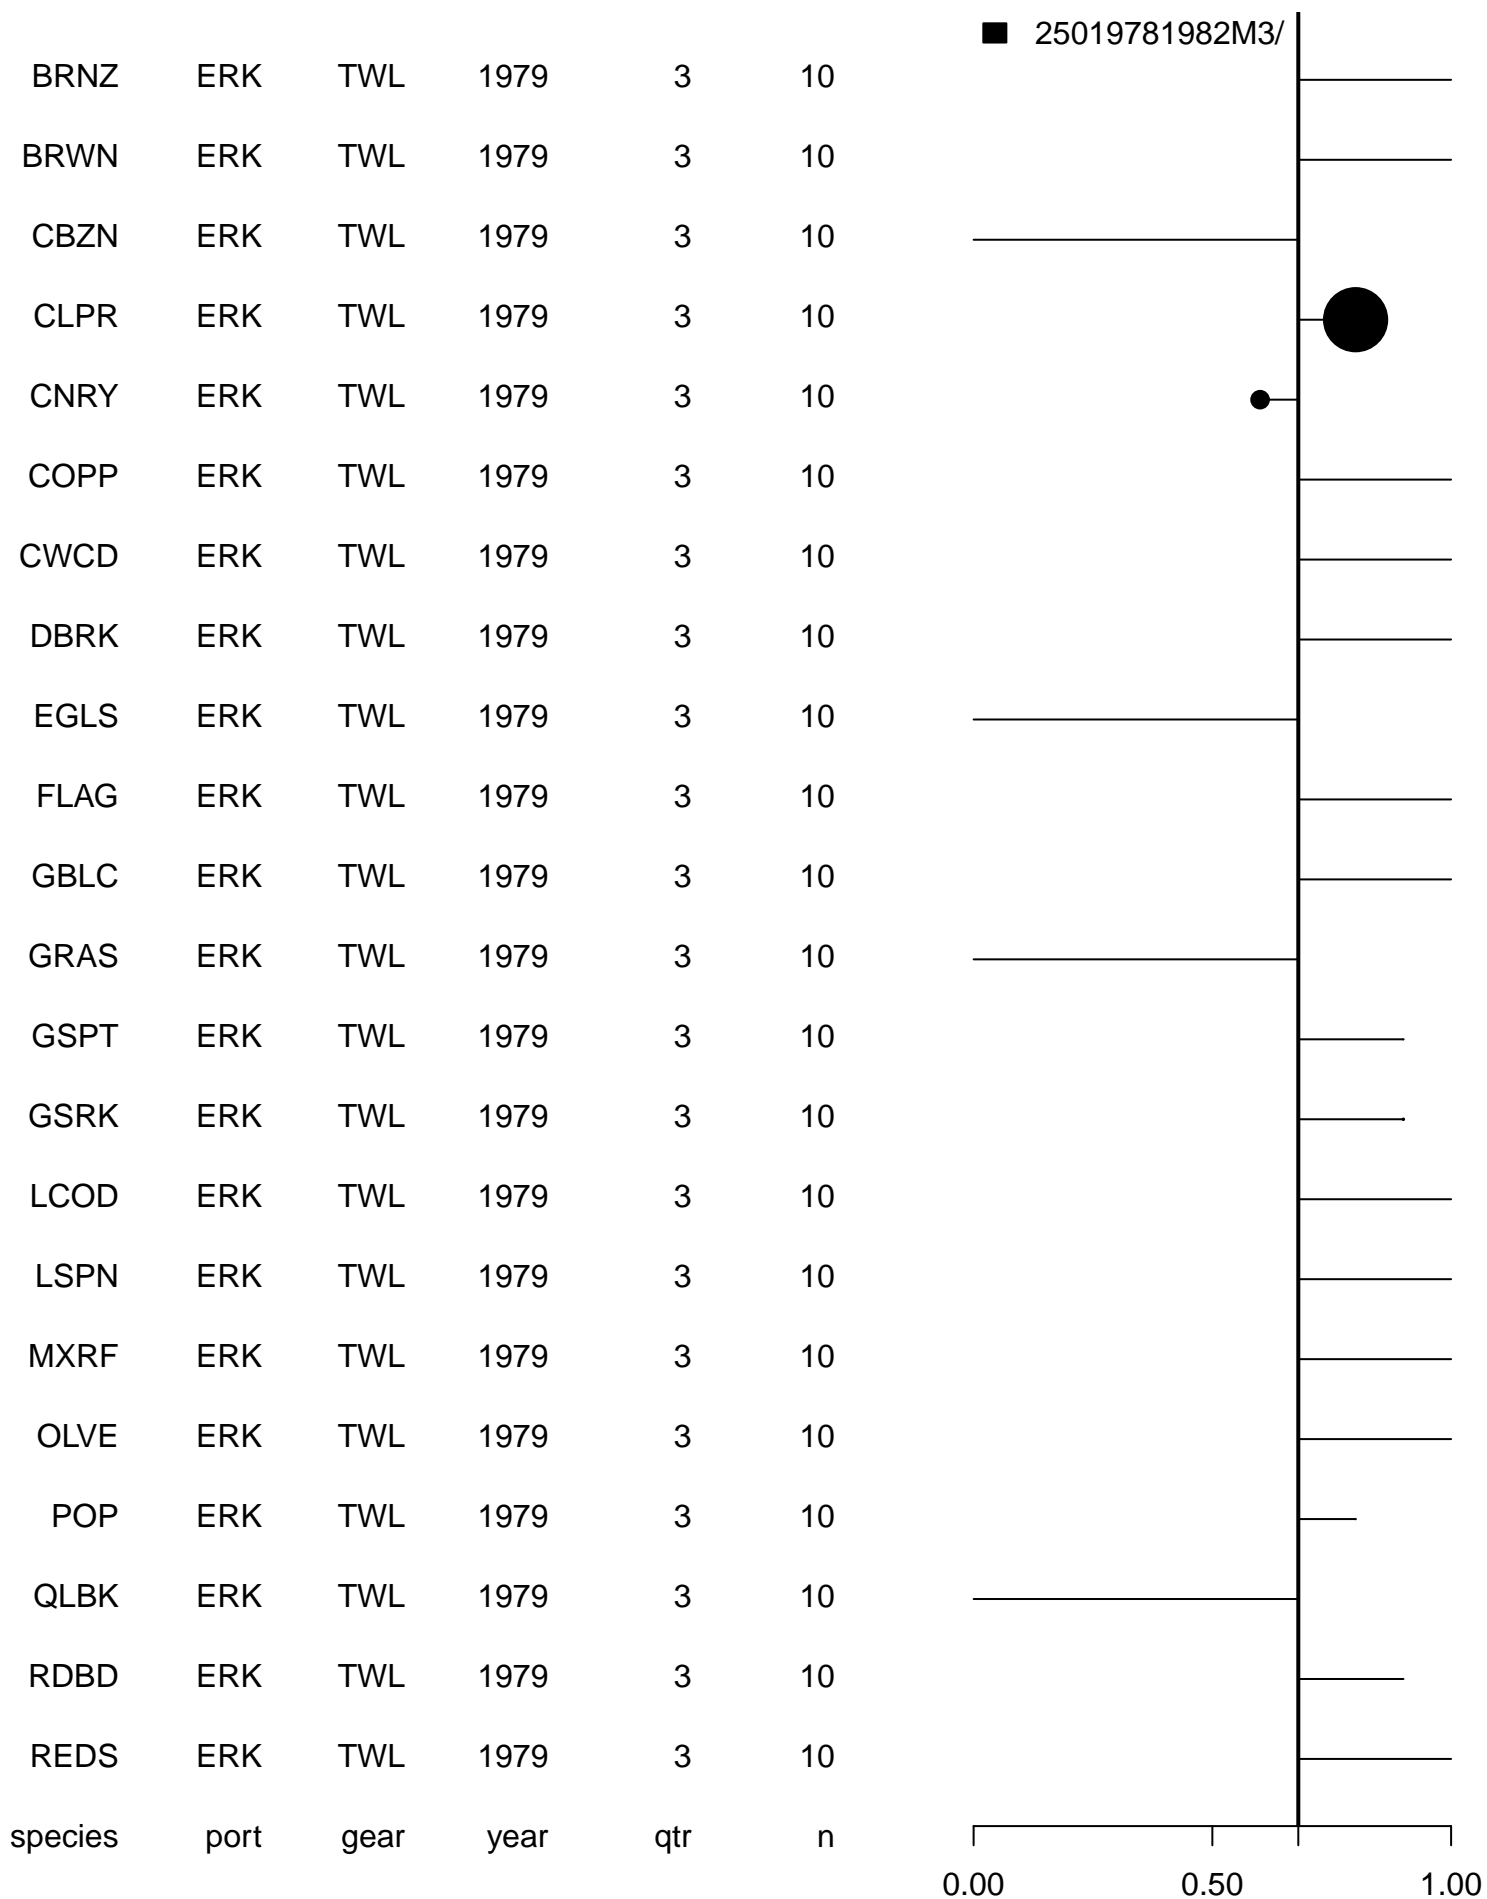 25019781982M3/
BRNZ ERK TWL 1979 3 10
BRWN ERK TWL 1979 3 10
CBZN ERK TWL 1979 3 10
CLPR ERK TWL 1979 3 10
CNRY ERK TWL 1979 3 10
COPP ERK TWL 1979 3 10
CWCD ERK TWL 1979 3 10
DBRK ERK TWL 1979 3 10
EGLS ERK TWL 1979 3 10
FLAG ERK TWL 1979 3 10
GBLC ERK TWL 1979 3 10
GRAS ERK TWL 1979 3 10
GSPT ERK TWL 1979 3 10
GSRK ERK TWL 1979 3 10
LCOD ERK TWL 1979 3 10
LSPN ERK TWL 1979 3 10
MXRF ERK TWL 1979 3 10
OLVE ERK TWL 1979 3 10
POP ERK TWL 1979 3 10
QLBK ERK TWL 1979 3 10
RDBD ERK TWL 1979 3 10
REDS ERK TWL 1979 3 10
species port gear year qtr n
0.00 0.50 1.00